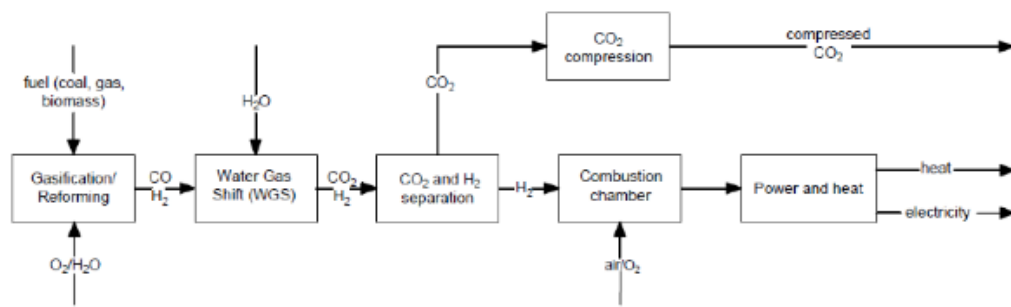 CO₂
compression
compressed
CO₂
fuel (coal, gas,
biomass)
H₂O
CO₂
Gasification/
Reforming
CO
H₂
Water Gas
Shift (WGS)
CO₂
H₂
CO₂ and H₂
separation
H₂
Combustion
chamber
Power and heat
heat
electricity
O₂/H₂O
air/O₂